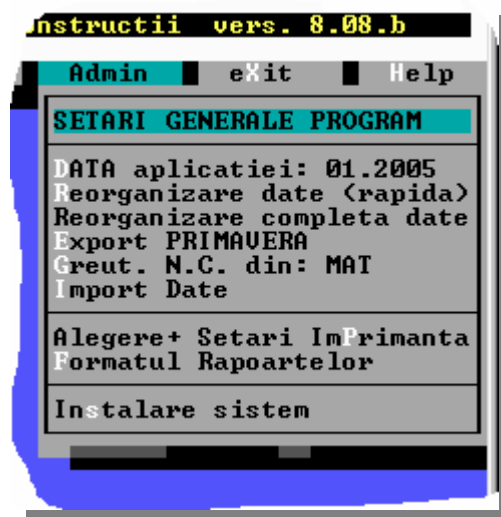 nstructii vers. 8.08.b
Admin eXit Help
SETARI GENERALE PROGRAM
DATA aplicatiei: 01.2005
Reorganizare date (rapida)
Reorganizare completa date
Export PRIMAVERA
Greut. N.C. din: MAT
Import Date
Alegere+ Setari ImPrimanta
Formatul Rapoartelor
Instalare sistem